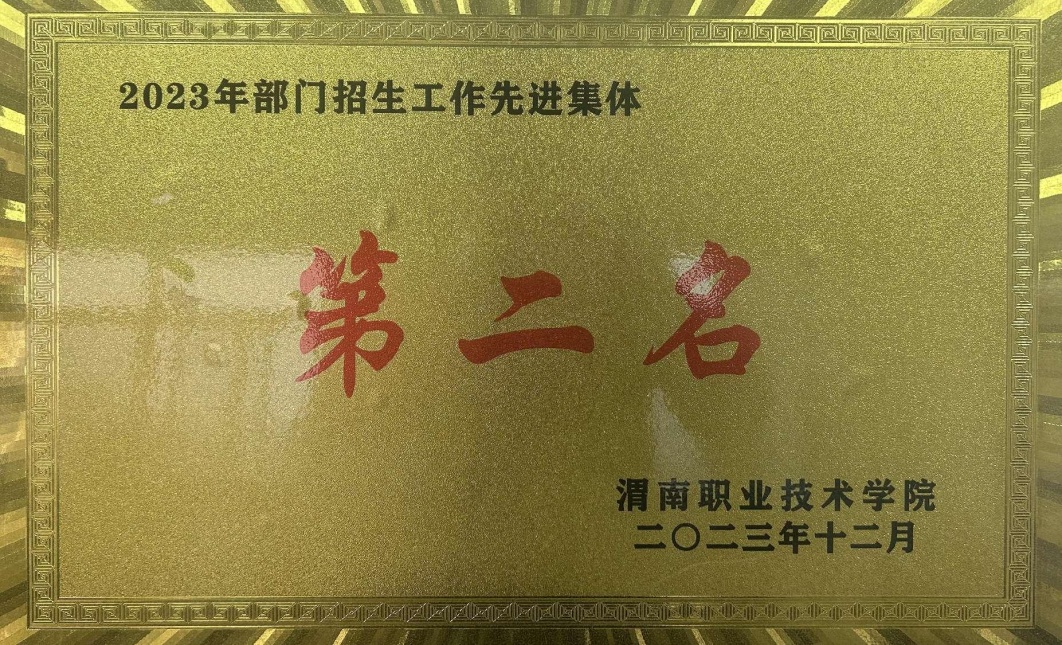 2023年部门招生工作先进集体
第二名
渭南职业技术学院
二〇二三年十二月